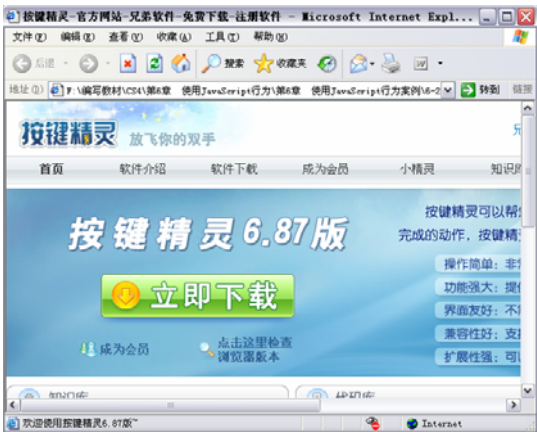 按键精灵-官方网站-兄弟软件-免费下载-注册软件 - Microsoft Internet Expl...
文件(F) 编辑(E) 查看(V) 收藏(A) 工具(T) 帮助(H)
后退 搜索 收藏夹
地址(D) F:\编写教材\CS4\第6章 使用JavaScript行为\第6章 使用JavaScript行为案例\6-2 转到 链接
按键精灵 放飞你的双手
首页 软件介绍 软件下载 成为会员 小精灵 知识库
按键精灵6.87版
按键精灵可以帮
完成的动作，按键精
立即下载
操作简单：非
功能强大：提
界面友好：不
兼容性好：支
扩展性强：可
成为会员
点击这里检查
浏览器版本
知识库
欢迎使用按键精灵6.87版~ Internet